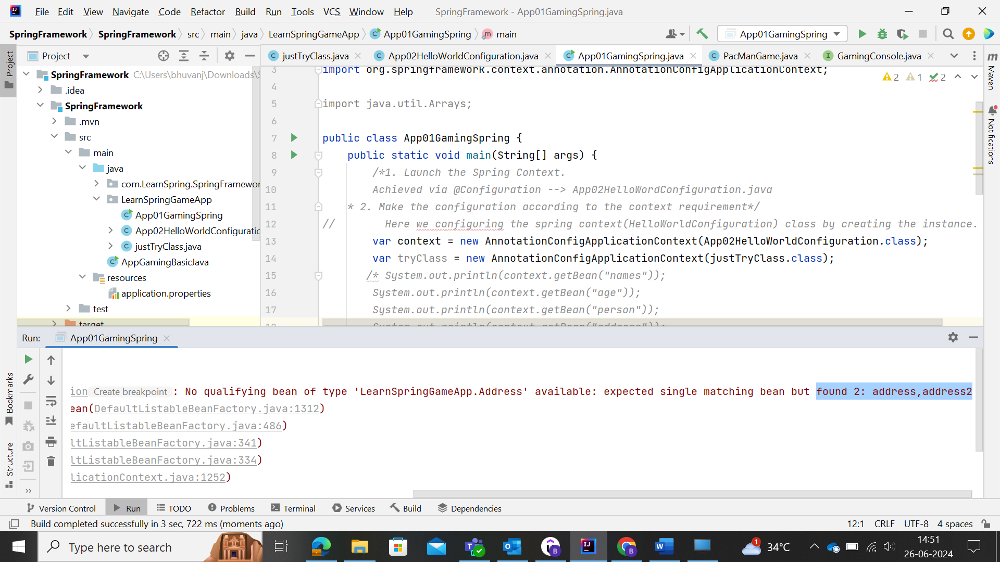 File Edit View Navigate Code Refactor Build Run Tools VCS Window Help SpringFramework - App01GamingSpring.java
SpringFramework SpringFramework src main java LearnSpringGameApp App01GamingSpring main App01GamingSpring
Project
justTryClass.java App02HelloWorldConfiguration.java App01GamingSpring.java PacManGame.java GamingConsole.java
Project
Maven
Notifications
SpringFramework C:\Users\bhuvanj\Downloads\
.idea
SpringFramework
.mvn
src
main
java
com.LearnSpring.SpringFramewor
LearnSpringGameApp
App01GamingSpring
App02HelloWorldConfiguratio
justTryClass.java
AppGamingBasicJava
resources
application.properties
test
target
2 1 2
3 import org.springframework.context.annotation.AnnotationConfigApplicationContext;
4
5 import java.util.Arrays;
6
7 public class App01GamingSpring {
8 public static void main(String[] args) {
9 /*1. Launch the Spring Context.
10 Achieved via @Configuration --> App02HelloWordConfiguration.java
11 * 2. Make the configuration according to the context requirement*/
12 // Here we configuring the spring context(HelloWorldConfiguration) class by creating the instance.
13 var context = new AnnotationConfigApplicationContext(App02HelloWorldConfiguration.class);
14 var tryClass = new AnnotationConfigApplicationContext(justTryClass.class);
15 /* System.out.println(context.getBean("names"));
16 System.out.println(context.getBean("age"));
17 System.out.println(context.getBean("person"));
18 System.out.println(context.getBean("address"));
Run: App01GamingSpring
Bookmarks
Structure
ion Create breakpoint : No qualifying bean of type 'LearnSpringGameApp.Address' available: expected single matching bean but found 2: address,address2
ean(DefaultListableBeanFactory.java:1312)
efaultListableBeanFactory.java:486)
ltListableBeanFactory.java:341)
ltListableBeanFactory.java:334)
licationContext.java:1252)
Version Control Run TODO Problems Terminal Services Build Dependencies
Build completed successfully in 3 sec, 722 ms (moments ago) 12:1 CRLF UTF-8 4 spaces
Type here to search
1 34°C
14:51
26-06-2024